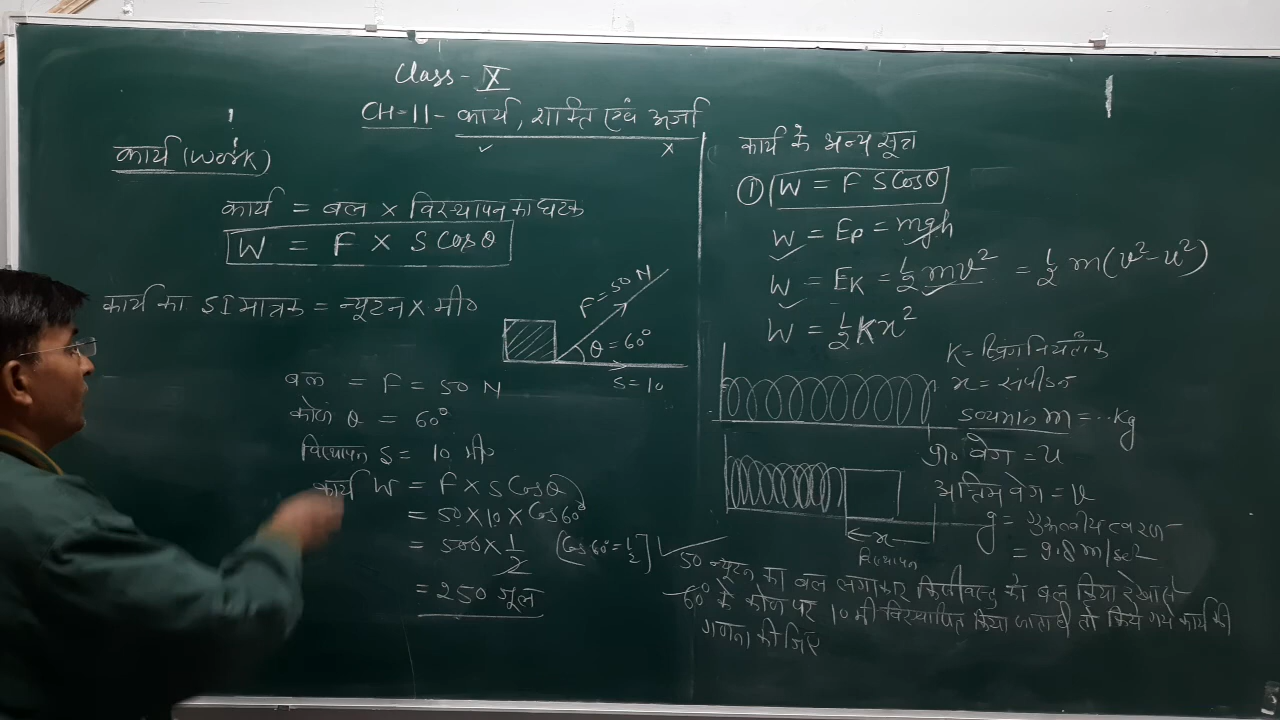 Class - X
CH-11- कार्य, शक्ति एवं ऊर्जा
कार्य (Work)
कार्य = बल × विस्थापन का घटक
W = F × S Cosθ
कार्य का SI मात्रक = न्यूटन × मी०
F = 50 N
θ = 60°
S = 10
बल = F = 50 N
कोण θ = 60°
विस्थापन S = 10 मी०
कार्य W = F × S Cosθ
= 50 × 10 × Cos 60°
= 500 × 1/2 [Cos 60° = 1/2]
= 250 जूल
कार्य के अन्य सूत्र
① W = F S Cosθ
W = Ep = mgh
W = EK = 1/2 mv² = 1/2 m(v² - u²)
W = 1/2 Kx²
K = स्प्रिंग नियतांक
x = संपीडन
द्रव्यमान m = ... Kg
प्रा० वेग = u
अन्तिम वेग = v
g = गुरुत्वीय त्वरण
= 9.8 m/sec²
x
विस्थापन
50 न्यूटन का बल लगाकर किसी वस्तु को बल क्रिया रेखा से
60° के कोण पर 10 मी विस्थापित किया जाता है तो किये गये कार्य की
गणना कीजिए